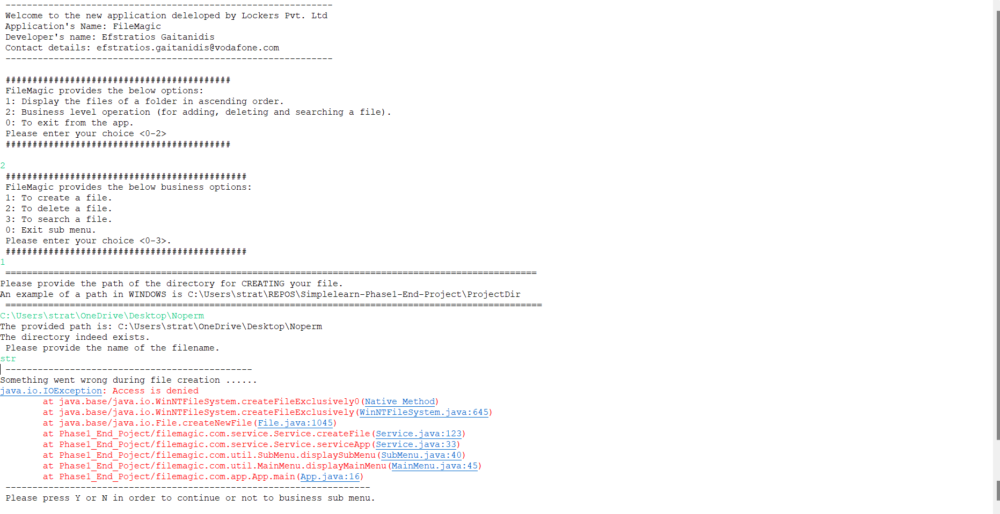 -------------------------------------------------------------
Welcome to the new application deleloped by Lockers Pvt. Ltd
Application's Name: FileMagic
Developer's name: Efstratios Gaitanidis
Contact details: efstratios.gaitanidis@vodafone.com
-------------------------------------------------------------
##########################################
FileMagic provides the below options:
1: Display the files of a folder in ascending order.
2: Business level operation (for adding, deleting and searching a file).
0: To exit from the app.
Please enter your choice <0-2>
##########################################
2
#############################################
FileMagic provides the below business options:
1: To create a file.
2: To delete a file.
3: To search a file.
0: Exit sub menu.
Please enter your choice <0-3>.
#############################################
1
===================================================================================================
Please provide the path of the directory for CREATING your file.
An example of a path in WINDOWS is C:\Users\strat\REPOS\Simplelearn-Phase1-End-Project\ProjectDir
====================================================================================================
C:\Users\strat\OneDrive\Desktop\Noperm
The provided path is: C:\Users\strat\OneDrive\Desktop\Noperm
The directory indeed exists.
Please provide the name of the filename.
str
----------------------------------------------
Something went wrong during file creation ......
java.io.IOException: Access is denied
at java.base/java.io.WinNTFileSystem.createFileExclusively0(Native Method)
at java.base/java.io.WinNTFileSystem.createFileExclusively(WinNTFileSystem.java:645)
at java.base/java.io.File.createNewFile(File.java:1045)
at Phase1_End_Poject/filemagic.com.service.Service.createFile(Service.java:123)
at Phase1_End_Poject/filemagic.com.service.Service.serviceApp(Service.java:33)
at Phase1_End_Poject/filemagic.com.util.SubMenu.displaySubMenu(SubMenu.java:40)
at Phase1_End_Poject/filemagic.com.util.MainMenu.displayMainMenu(MainMenu.java:45)
at Phase1_End_Poject/filemagic.com.app.App.main(App.java:16)
--------------------------------------------------------------------
Please press Y or N in order to continue or not to business sub menu.